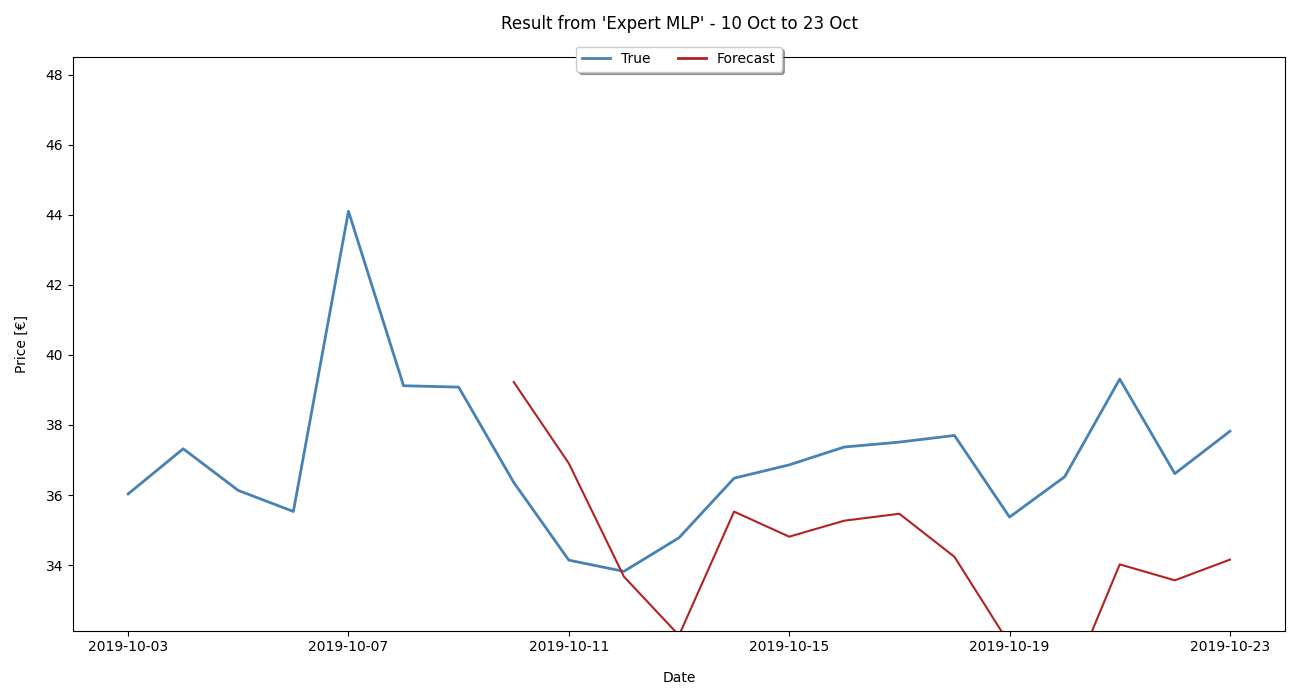 Result from 'Expert MLP' - 10 Oct to 23 Oct
True Forecast
48
46
44
42
40
38
36
34
Price [€]
2019-10-03 2019-10-07 2019-10-11 2019-10-15 2019-10-19 2019-10-23
Date